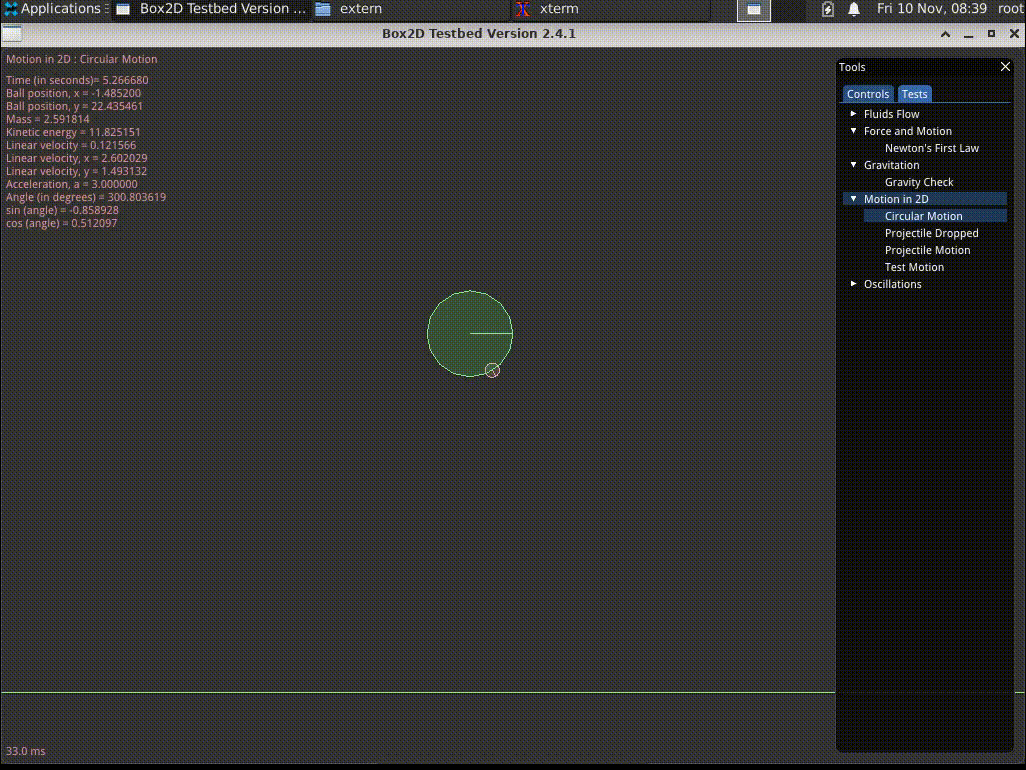 Applications Box2D Testbed Version ... extern xterm Fri 10 Nov, 08:39 root
Box2D Testbed Version 2.4.1
Motion in 2D : Circular Motion
Time (in seconds)= 5.266680
Ball position, x = -1.485200
Ball position, y = 22.435461
Mass = 2.591814
Kinetic energy = 11.825151
Linear velocity = 0.121566
Linear velocity, x = 2.602029
Linear velocity, y = 1.493132
Acceleration, a = 3.000000
Angle (in degrees) = 300.803619
sin (angle) = -0.858928
cos (angle) = 0.512097
Tools
Controls Tests
Fluids Flow
Force and Motion
Newton's First Law
Gravitation
Gravity Check
Motion in 2D
Circular Motion
Projectile Dropped
Projectile Motion
Test Motion
Oscillations
33.0 ms